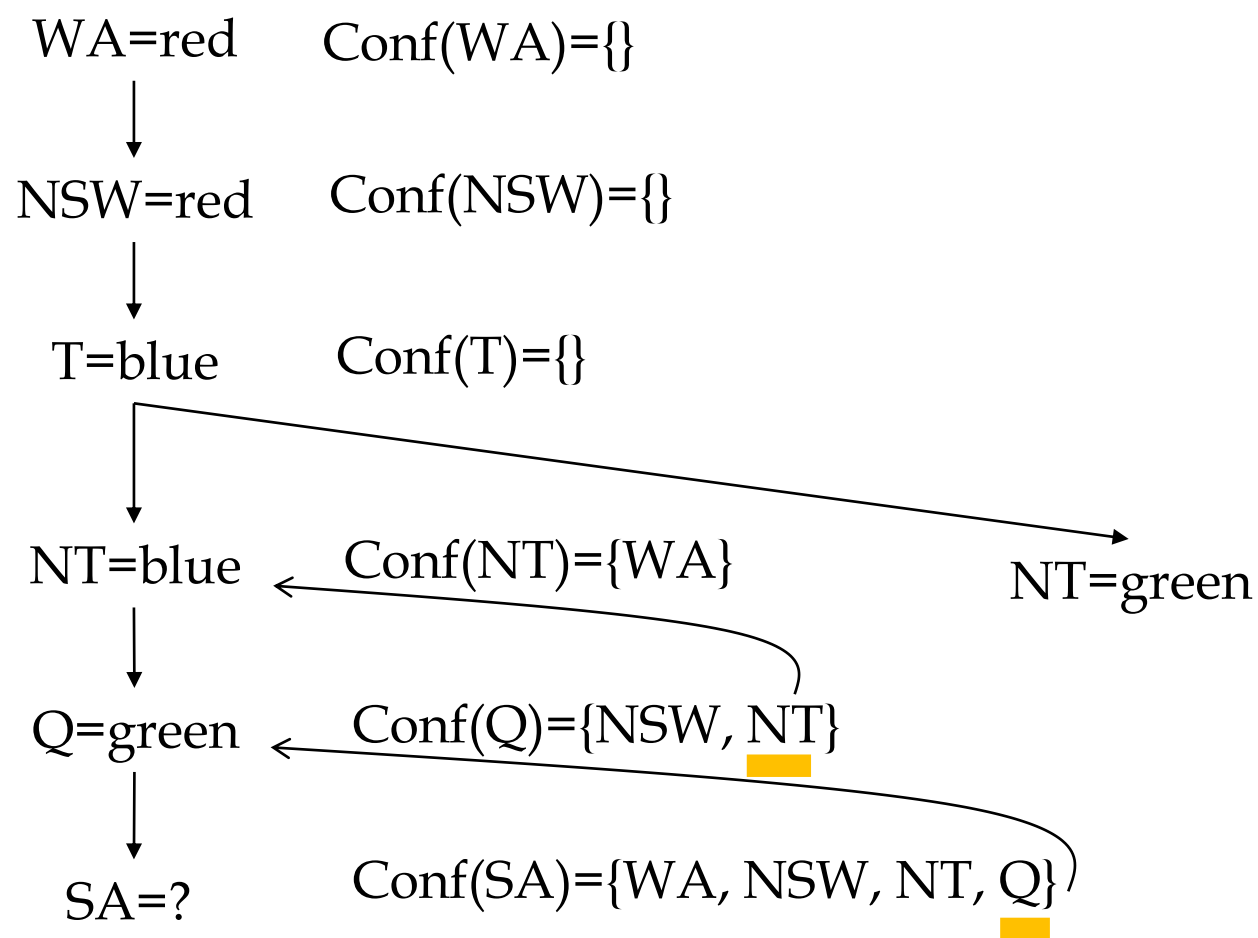 WA=red Conf(WA)={}
NSW=red Conf(NSW)={}
T=blue Conf(T)={}
NT=blue Conf(NT)={WA} NT=green
Q=green Conf(Q)={NSW, NT}
SA=? Conf(SA)={WA, NSW, NT, Q}